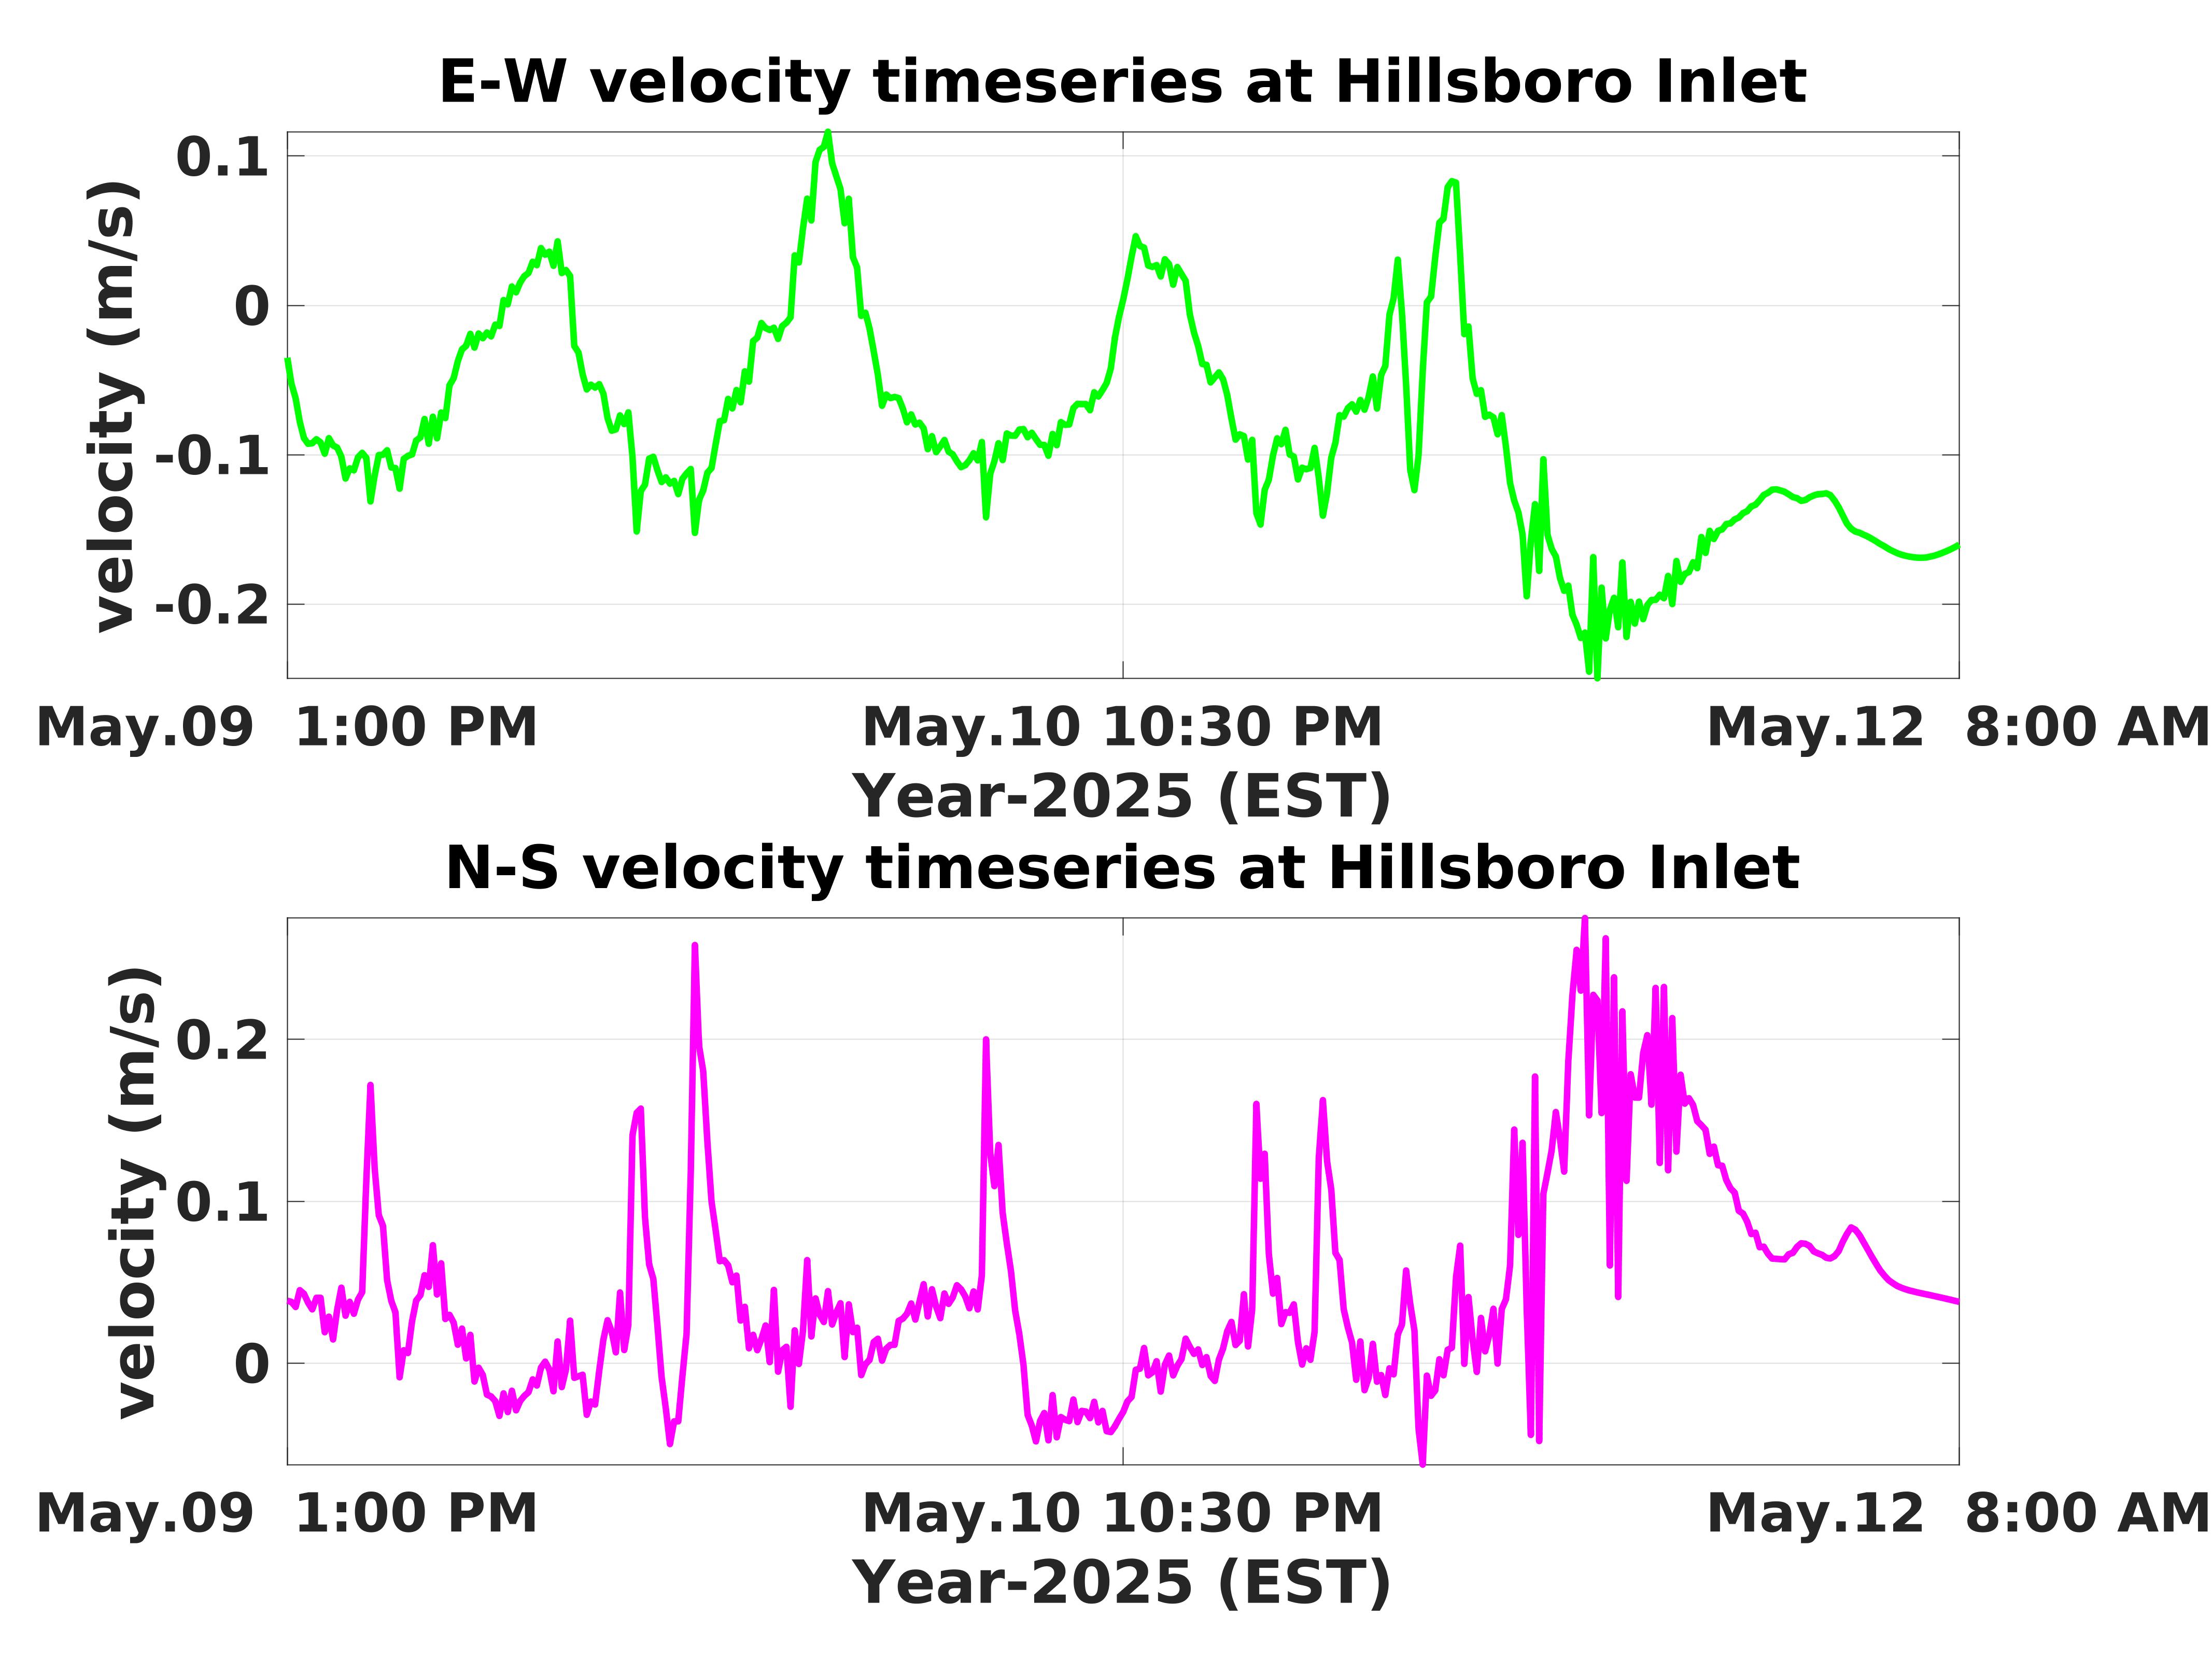 E-W velocity timeseries at Hillsboro Inlet
velocity (m/s)
0.1
0
-0.1
-0.2
May.09  1:00 PM May.10 10:30 PM May.12  8:00 AM
Year-2025 (EST)
N-S velocity timeseries at Hillsboro Inlet
velocity (m/s)
0.2
0.1
0
May.09  1:00 PM May.10 10:30 PM May.12  8:00 AM
Year-2025 (EST)